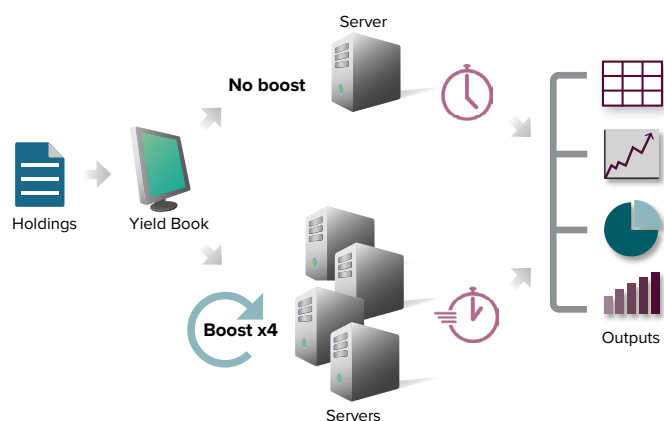 Server
No boost
Holdings
Yield Book
Boost x4
Servers
Outputs